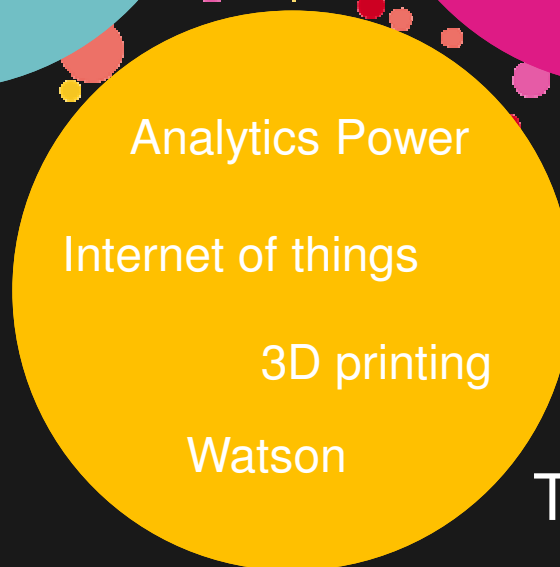 Analytics Power
Internet of things
3D printing
Watson
T